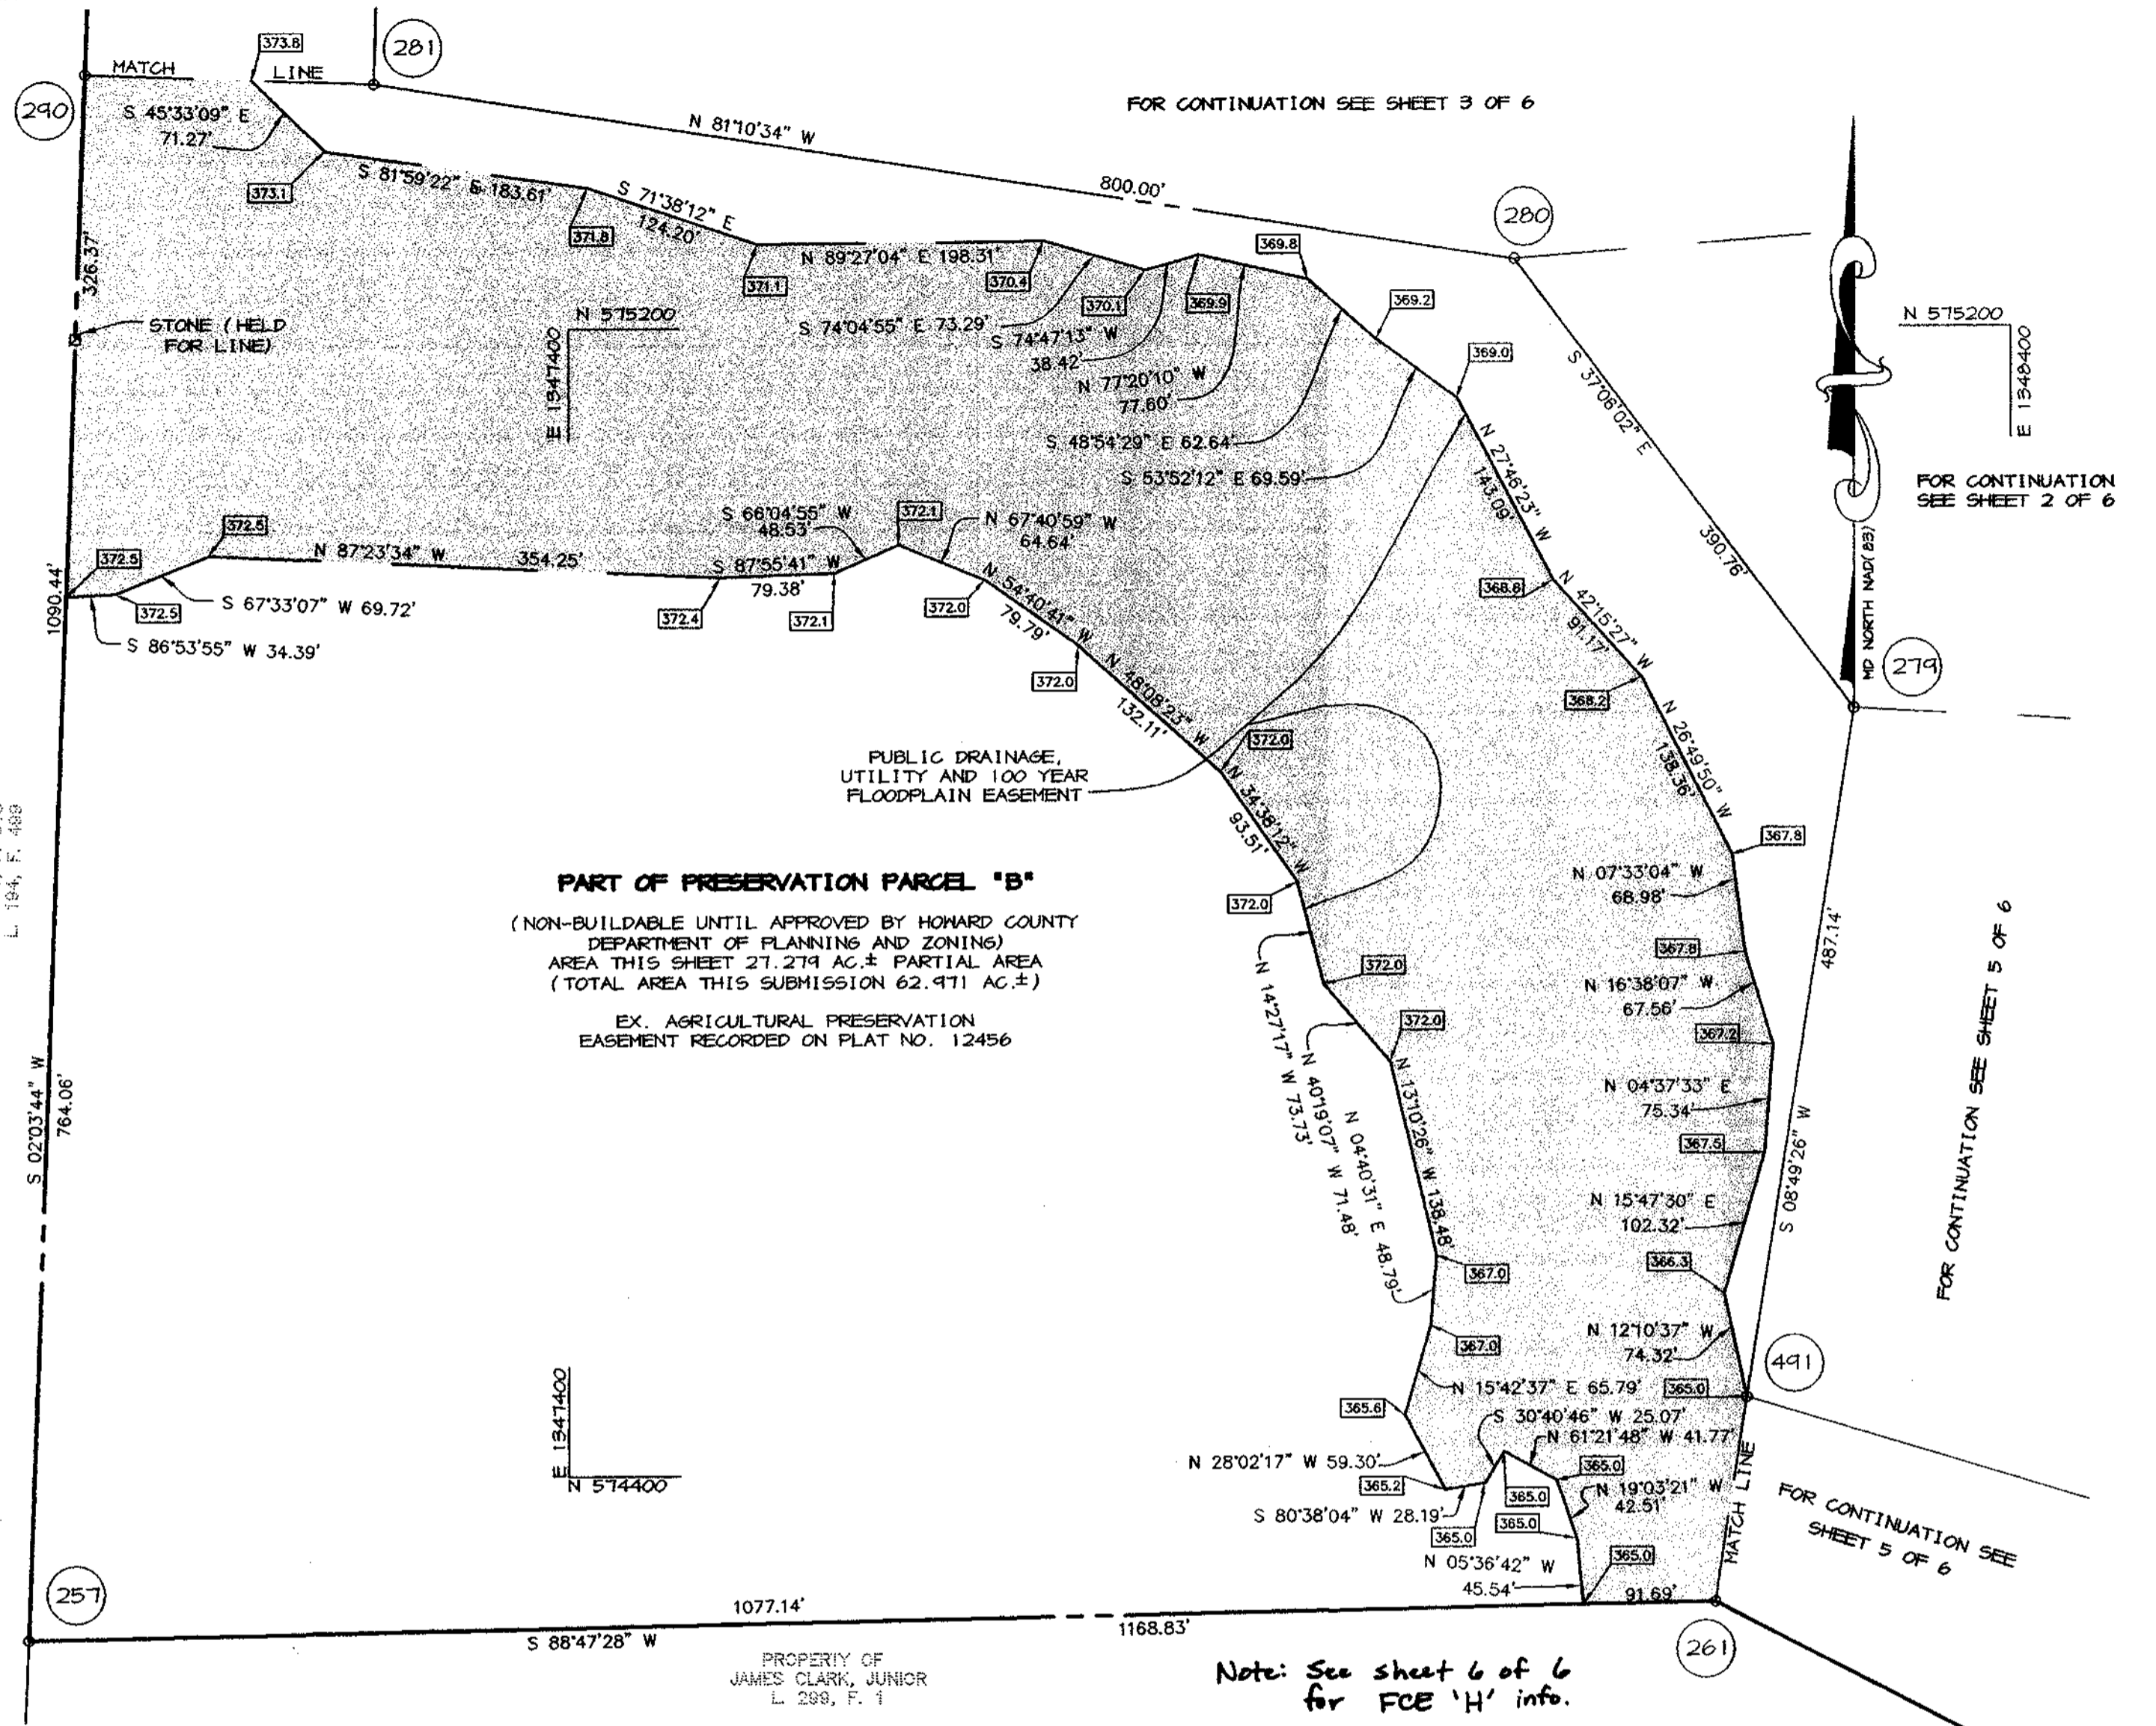 373.8
281
MATCH LINE
290
S 45°33'09" E
71.27'
FOR CONTINUATION SEE SHEET 3 OF 6
N 81°10'34" W
800.00'
373.1
S 81°59'22" E 183.61'
S 71°38'12" E
124.20'
371.8
280
326.37'
371.1
N 89°27'04" E 198.31'
370.4
369.8
370.1
369.9
369.2
STONE (HELD
FOR LINE)
N 575200
E 1347400
S 74°04'55" E 73.29'
S 74°47'13" W
38.42'
N 77°20'10" W
77.60'
369.0
S 37°06'02" E
390.76'
N 575200
E 1348400
S 48°54'29" E 62.64'
S 53°52'12" E 69.59'
N 27°46'23" W
143.09'
FOR CONTINUATION
SEE SHEET 2 OF 6
MD NORTH NAD(83)
372.5
372.5
N 87°23'34" W 354.25'
S 66°04'55" W
48.53'
372.1
N 67°40'59" W
64.64'
S 87°55'41" W
79.38'
1090.44'
S 67°33'07" W 69.72'
372.5
S 86°53'55" W 34.39'
372.4
372.1
372.0
N 54°40'41" W
79.79'
368.8
N 42°15'27" W
91.17'
279
372.0
N 48°08'23" W
132.11'
368.2
N 26°49'50" W
138.36'
372.0
PUBLIC DRAINAGE,
UTILITY AND 100 YEAR
FLOODPLAIN EASEMENT
N 34°38'12" W
93.51'
367.8
L. 194, F. 499
PART OF PRESERVATION PARCEL "B"
(NON-BUILDABLE UNTIL APPROVED BY HOWARD COUNTY
DEPARTMENT OF PLANNING AND ZONING)
AREA THIS SHEET 27.279 AC.± PARTIAL AREA
(TOTAL AREA THIS SUBMISSION 62.971 AC.±)
EX. AGRICULTURAL PRESERVATION
EASEMENT RECORDED ON PLAT NO. 12456
N 07°33'04" W
68.98'
372.0
367.8
372.0
N 16°38'07" W
67.56'
487.14'
S 08°49'26" W
FOR CONTINUATION SEE SHEET 5 OF 6
N 14°27'17" W 73.73'
372.0
367.2
N 40°19'07" W 71.48'
N 04°37'33" E
75.34'
S 02°03'44" W
764.06'
N 04°40'31" E 48.79'
N 13°10'26" W 138.48'
367.5
N 15°47'30" E
102.32'
367.0
366.3
367.0
N 12°10'37" W
74.32'
491
N 15°42'37" E 65.79'
365.0
365.6
S 30°40'46" W 25.07'
N 61°21'48" W 41.77'
E 1347400
N 574400
N 28°02'17" W 59.30'
365.2
365.0
365.0
N 19°03'21" W
42.51'
MATCH LINE
S 80°38'04" W 28.19'
365.0
365.0
FOR CONTINUATION SEE
SHEET 5 OF 6
N 05°36'42" W
45.54'
365.0
91.69'
257
1077.14'
S 88°47'28" W
1168.83'
261
PROPERTY OF
JAMES CLARK, JUNIOR
L. 299, F. 1
Note: See sheet 6 of 6
for FCE 'H' info.